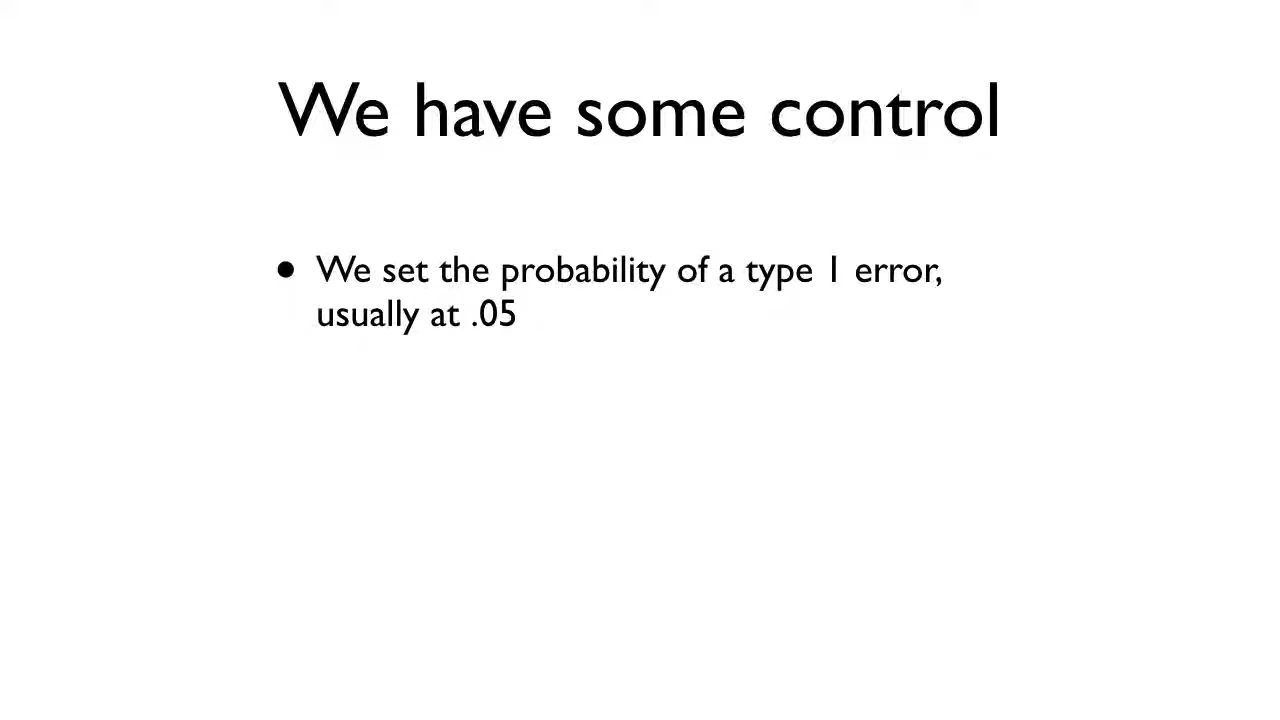 We have some control
• We set the probability of a type 1 error,
usually at .05